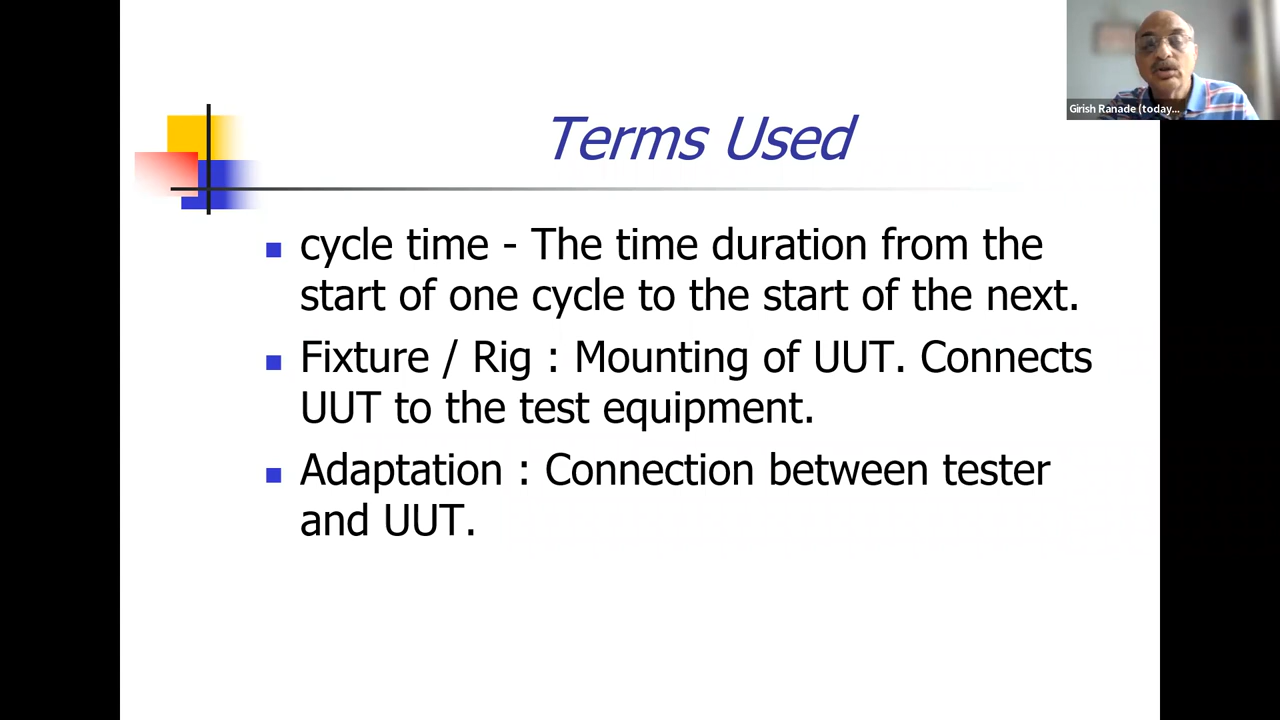 Girish Ranade (today...
Terms Used
cycle time - The time duration from the
start of one cycle to the start of the next.
Fixture / Rig : Mounting of UUT. Connects
UUT to the test equipment.
Adaptation : Connection between tester
and UUT.